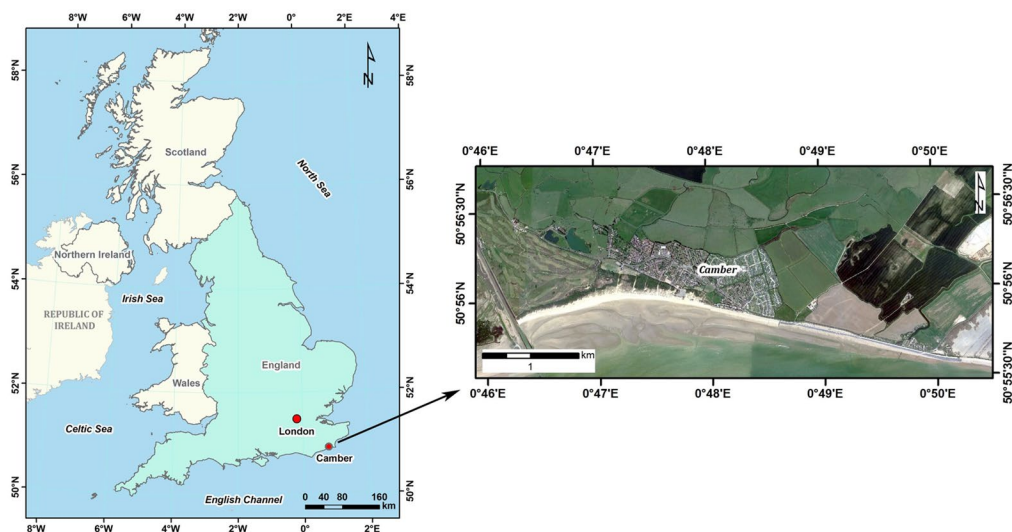 8°W 6°W 4°W 2°W 0° 2°E 4°E
58°N
58°N
N
Scotland
North Sea
56°N
56°N
Northern Ireland
54°N
54°N
Irish Sea
REPUBLIC OF
IRELAND
England
Wales
52°N
52°N
Celtic Sea
London
Camber
50°N
50°N
English Channel
0 40 80 160
km
8°W 6°W 4°W 2°W 0° 2°E
0°46'E 0°47'E 0°48'E 0°49'E 0°50'E
50°56'30"N
50°56'30"N
N
Camber
50°56'N
50°56'N
km
1
50°55'30"N
0°46'E 0°47'E 0°48'E 0°49'E 0°50'E